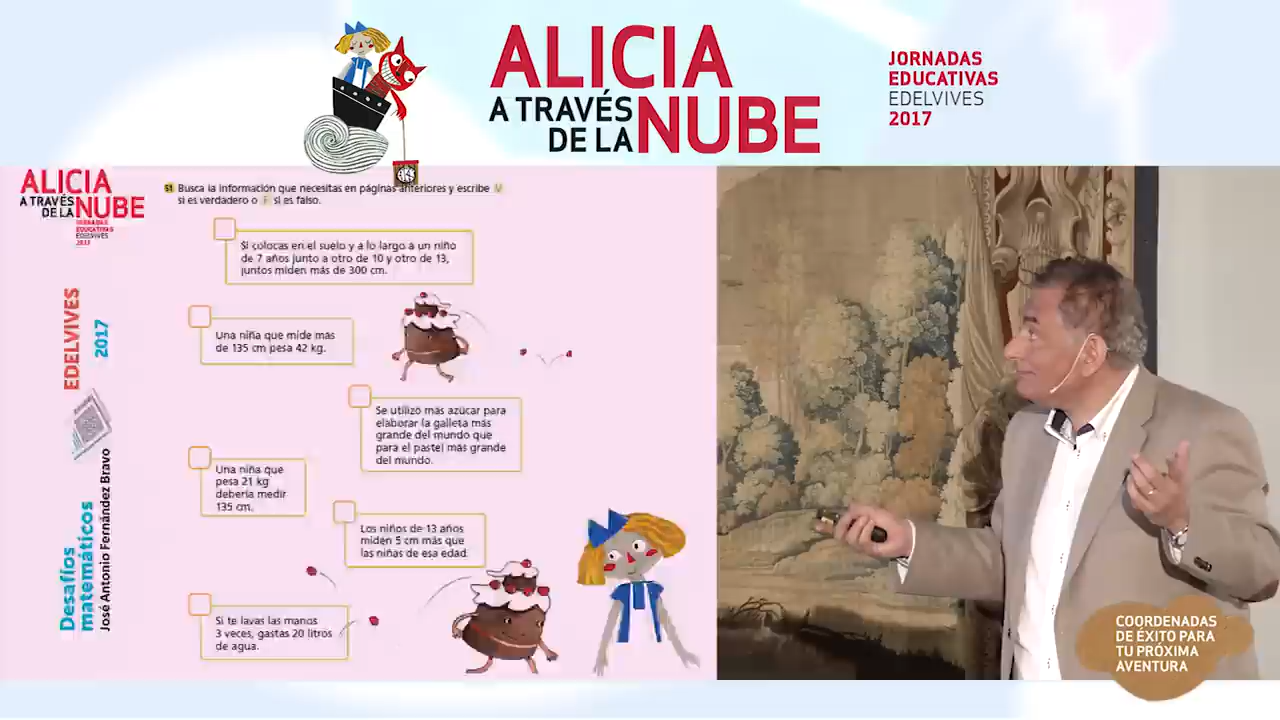 ALICIA
A TRAVÉS
DE LA NUBE
JORNADAS
EDUCATIVAS
EDELVIVES
2017
ALICIA
A TRAVÉS
DE LA NUBE
JORNADAS
EDUCATIVAS
EDELVIVES
2017
EDELVIVES
2017
Desafíos
matemáticos
José Antonio Fernández Bravo
51 Busca la información que necesitas en páginas anteriores y escribe V
si es verdadero o F si es falso.
Si colocas en el suelo y a lo largo a un niño
de 7 años junto a otro de 10 y otro de 13,
juntos miden más de 300 cm.
Una niña que mide más
de 135 cm pesa 42 kg.
Se utilizó más azúcar para
elaborar la galleta más
grande del mundo que
para el pastel más grande
del mundo.
Una niña que
pesa 21 kg
debería medir
135 cm.
Los niños de 13 años
miden 5 cm más que
las niñas de esa edad.
Si te lavas las manos
3 veces, gastas 20 litros
de agua.
COORDENADAS
DE ÉXITO PARA
TU PRÓXIMA
AVENTURA